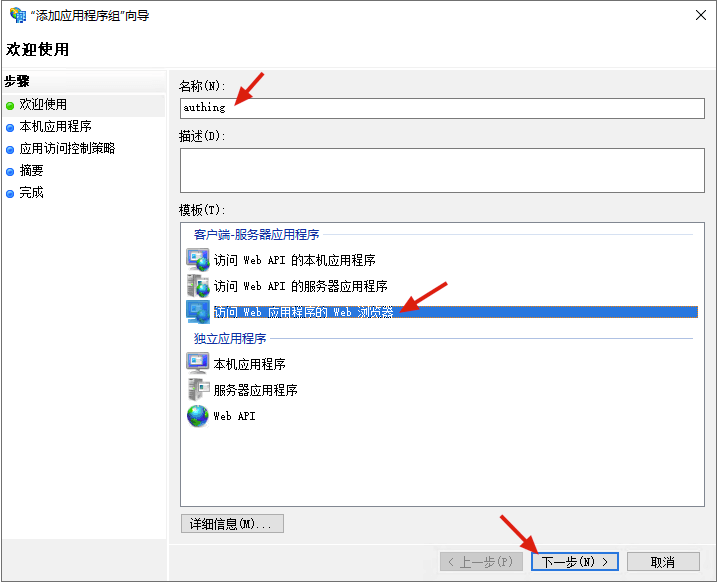 “添加应用程序组”向导
欢迎使用
步骤
欢迎使用
本机应用程序
应用访问控制策略
摘要
完成
名称(N):
authing
描述(D):
模板(T):
客户端-服务器应用程序
访问 Web API 的本机应用程序
访问 Web API 的服务器应用程序
访问 Web 应用程序的 Web 浏览器
独立应用程序
本机应用程序
服务器应用程序
Web API
详细信息(M)...
< 上一步(P)
下一步(N) >
取消